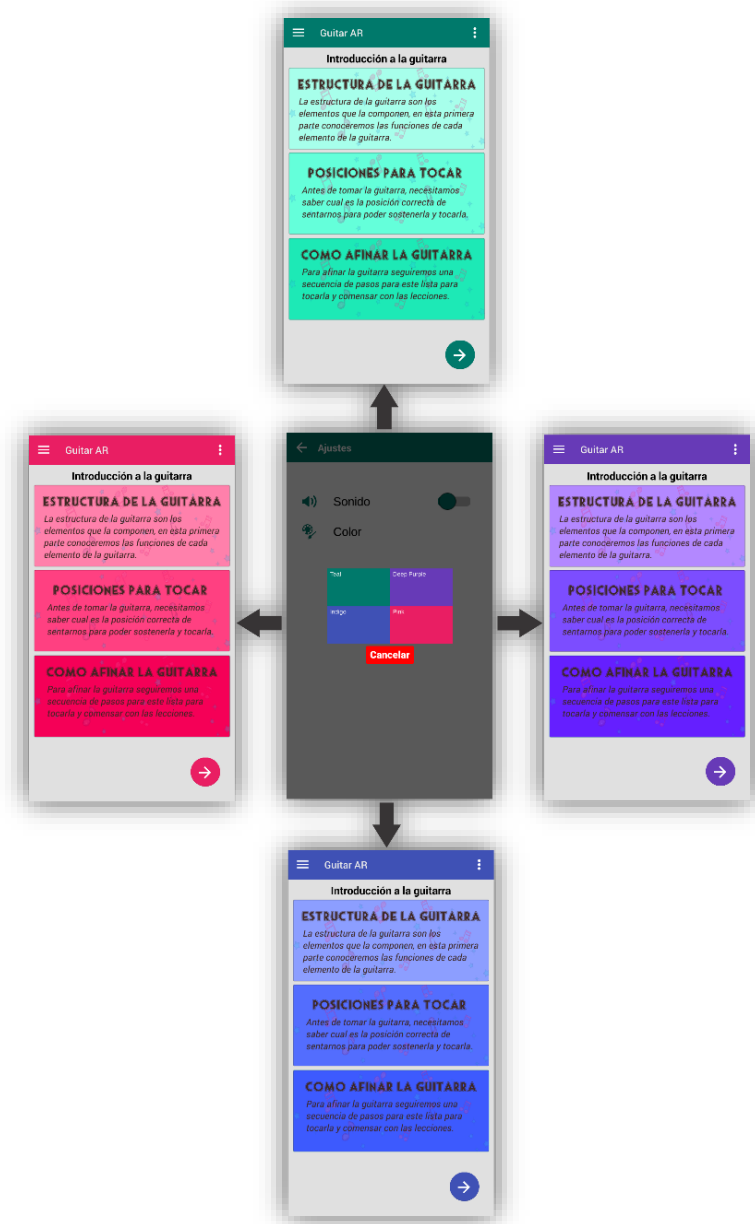 Guitar AR
Introducción a la guitarra
ESTRUCTURA DE LA GUITARRA
La estructura de la guitarra son los
elementos que la componen, en esta primera
parte conoceremos las funciones de cada
elemento de la guitarra.
POSICIONES PARA TOCAR
Antes de tomar la guitarra, necesitamos
saber cual es la posición correcta de
sentarnos para poder sostenerla y tocarla.
COMO AFINAR LA GUITARRA
Para afinar la guitarra seguiremos una
secuencia de pasos para este lista para
tocarla y comensar con las lecciones.
Guitar AR
Introducción a la guitarra
ESTRUCTURA DE LA GUITARRA
La estructura de la guitarra son los
elementos que la componen, en esta primera
parte conoceremos las funciones de cada
elemento de la guitarra.
POSICIONES PARA TOCAR
Antes de tomar la guitarra, necesitamos
saber cual es la posición correcta de
sentarnos para poder sostenerla y tocarla.
COMO AFINAR LA GUITARRA
Para afinar la guitarra seguiremos una
secuencia de pasos para este lista para
tocarla y comensar con las lecciones.
Ajustes
Sonido
Color
Teal
Deep Purple
Indigo
Pink
Cancelar
Guitar AR
Introducción a la guitarra
ESTRUCTURA DE LA GUITARRA
La estructura de la guitarra son los
elementos que la componen, en esta primera
parte conoceremos las funciones de cada
elemento de la guitarra.
POSICIONES PARA TOCAR
Antes de tomar la guitarra, necesitamos
saber cual es la posición correcta de
sentarnos para poder sostenerla y tocarla.
COMO AFINAR LA GUITARRA
Para afinar la guitarra seguiremos una
secuencia de pasos para este lista para
tocarla y comensar con las lecciones.
Guitar AR
Introducción a la guitarra
ESTRUCTURA DE LA GUITARRA
La estructura de la guitarra son los
elementos que la componen, en esta primera
parte conoceremos las funciones de cada
elemento de la guitarra.
POSICIONES PARA TOCAR
Antes de tomar la guitarra, necesitamos
saber cual es la posición correcta de
sentarnos para poder sostenerla y tocarla.
COMO AFINAR LA GUITARRA
Para afinar la guitarra seguiremos una
secuencia de pasos para este lista para
tocarla y comensar con las lecciones.